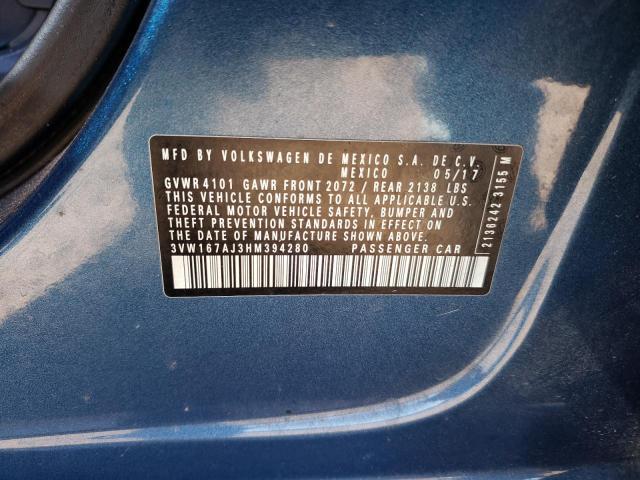 MFD BY VOLKSWAGEN DE MEXICO S.A. DE C.V.
MEXICO 05/17
GVWR 4101 GAWR FRONT 2072 / REAR 2138 LBS
THIS VEHICLE CONFORMS TO ALL APPLICABLE U.S.
FEDERAL MOTOR VEHICLE SAFETY, BUMPER AND
THEFT PREVENTION STANDARDS IN EFFECT ON
THE DATE OF MANUFACTURE SHOWN ABOVE.
3VW167AJ3HM394280 PASSENGER CAR
2136242 3155 M